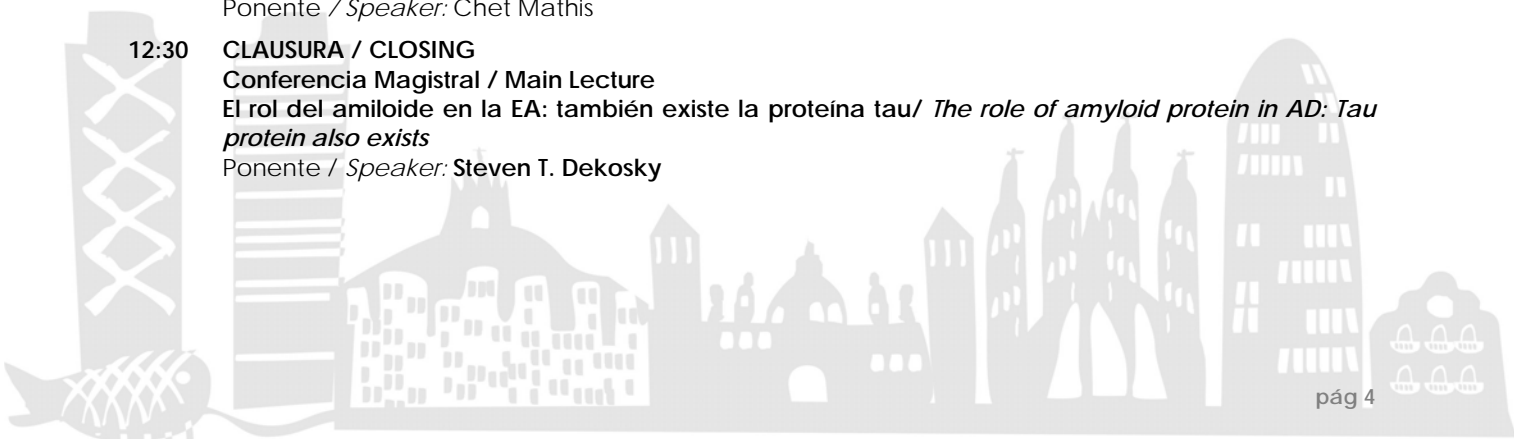 Ponente / Speaker: Chet Mathis
12:30 CLAUSURA / CLOSING
Conferencia Magistral / Main Lecture
El rol del amiloide en la EA: también existe la proteína tau/ The role of amyloid protein in AD: Tau
protein also exists
Ponente / Speaker: Steven T. Dekosky
pág 4